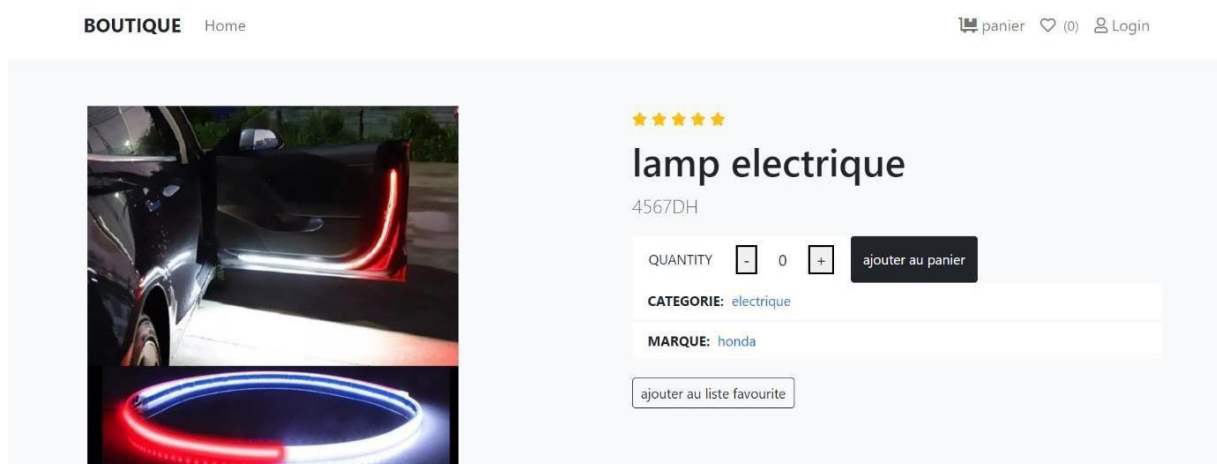 BOUTIQUE Home panier (0) Login
lamp electrique
4567DH
QUANTITY - 0 + ajouter au panier
CATEGORIE: electrique
MARQUE: honda
ajouter au liste favourite